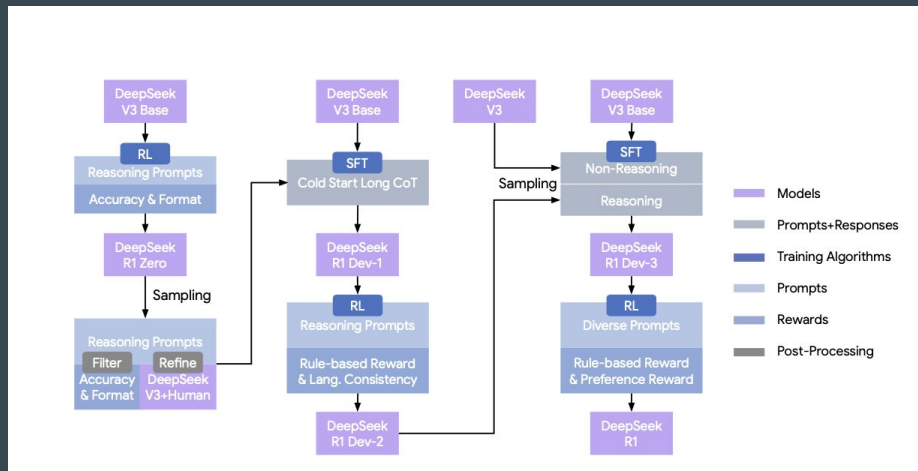 DeepSeek
V3 Base
RL
Reasoning Prompts
Accuracy & Format
DeepSeek
R1 Zero
Sampling
Reasoning Prompts
Filter
Refine
Accuracy
& Format
DeepSeek
V3+Human
DeepSeek
V3 Base
SFT
Cold Start Long CoT
DeepSeek
R1 Dev-1
RL
Reasoning Prompts
Rule-based Reward
& Lang. Consistency
DeepSeek
R1 Dev-2
DeepSeek
V3
Sampling
DeepSeek
V3 Base
SFT
Non-Reasoning
Reasoning
DeepSeek
R1 Dev-3
RL
Diverse Prompts
Rule-based Reward
& Preference Reward
DeepSeek
R1
Models
Prompts+Responses
Training Algorithms
Prompts
Rewards
Post-Processing